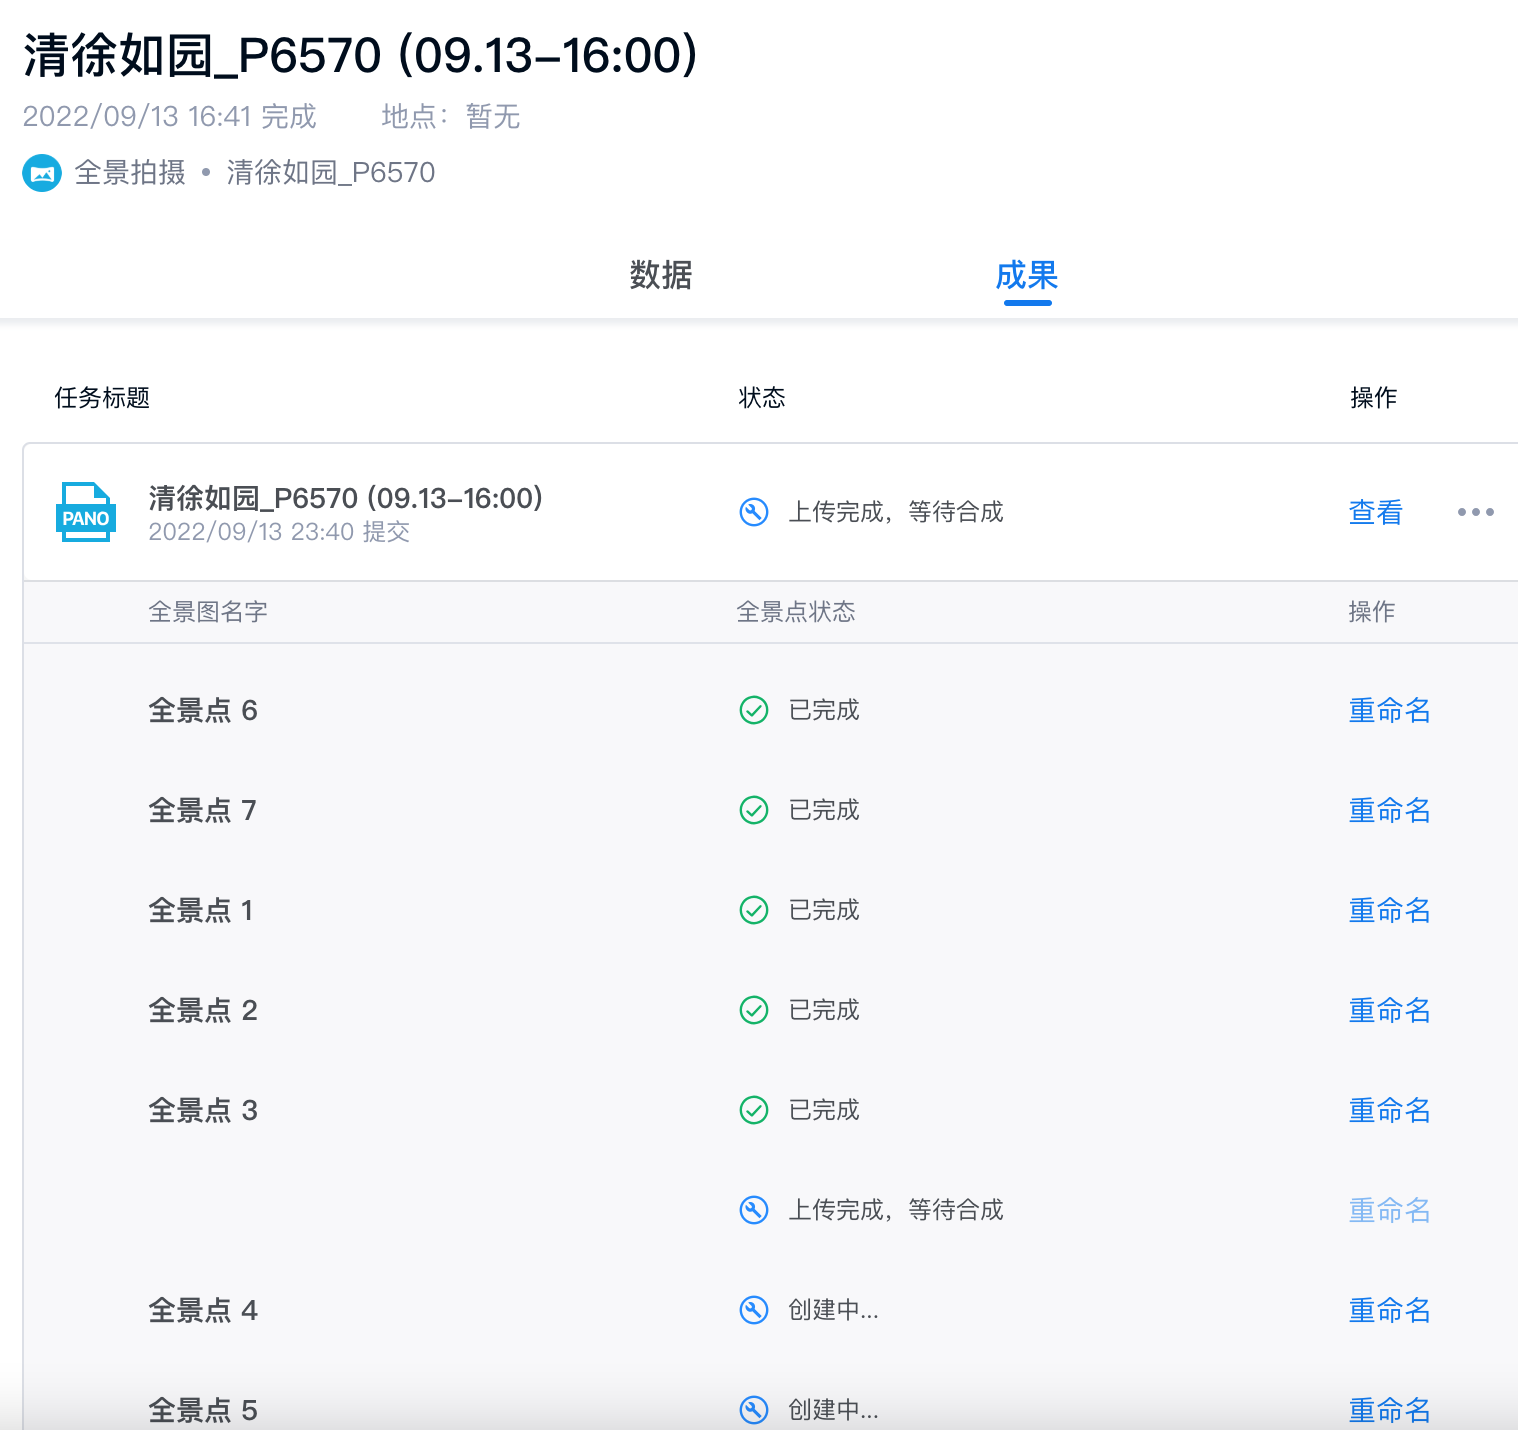 清徐如园_P6570 (09.13–16:00)
2022/09/13 16:41 完成 地点：暂无
全景拍摄 • 清徐如园_P6570
数据 成果
任务标题 状态 操作
PANO 清徐如园_P6570 (09.13–16:00) 上传完成，等待合成 查看 •••
2022/09/13 23:40 提交
全景图名字 全景点状态 操作
全景点 6 已完成 重命名
全景点 7 已完成 重命名
全景点 1 已完成 重命名
全景点 2 已完成 重命名
全景点 3 已完成 重命名
上传完成，等待合成 重命名
全景点 4 创建中... 重命名
全景点 5 创建中... 重命名